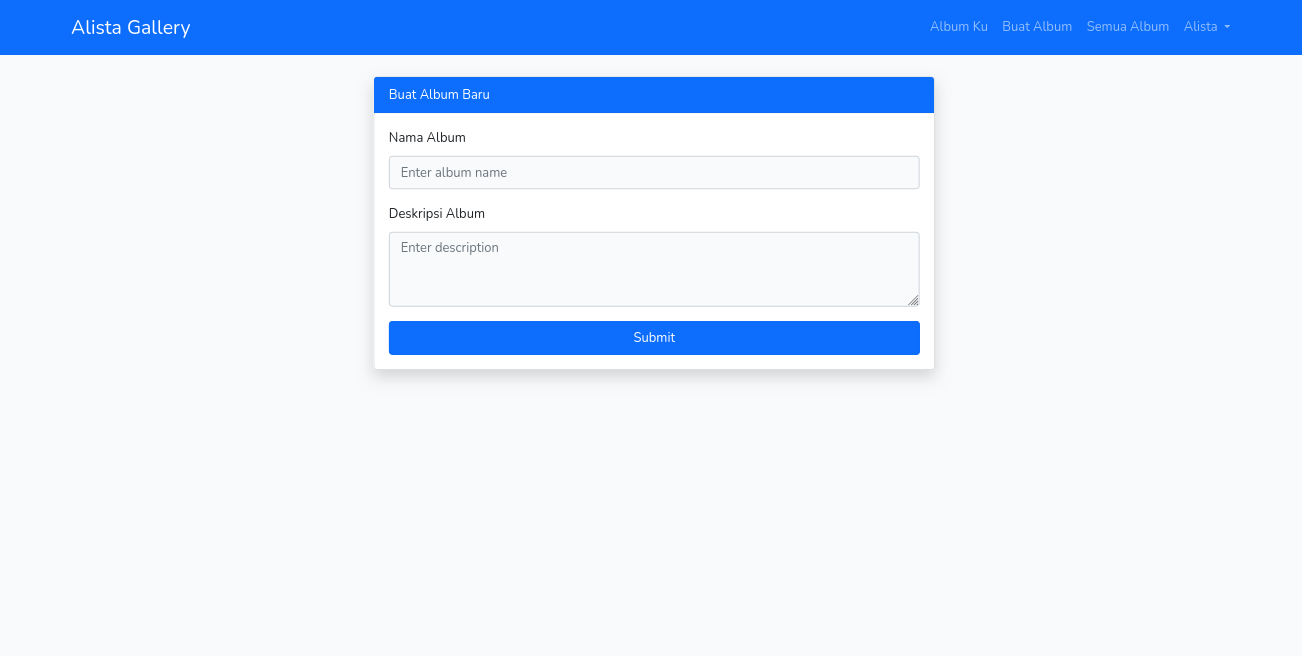 Alista Gallery Album Ku Buat Album Semua Album Alista
Buat Album Baru
Nama Album
Enter album name
Deskripsi Album
Enter description
Submit